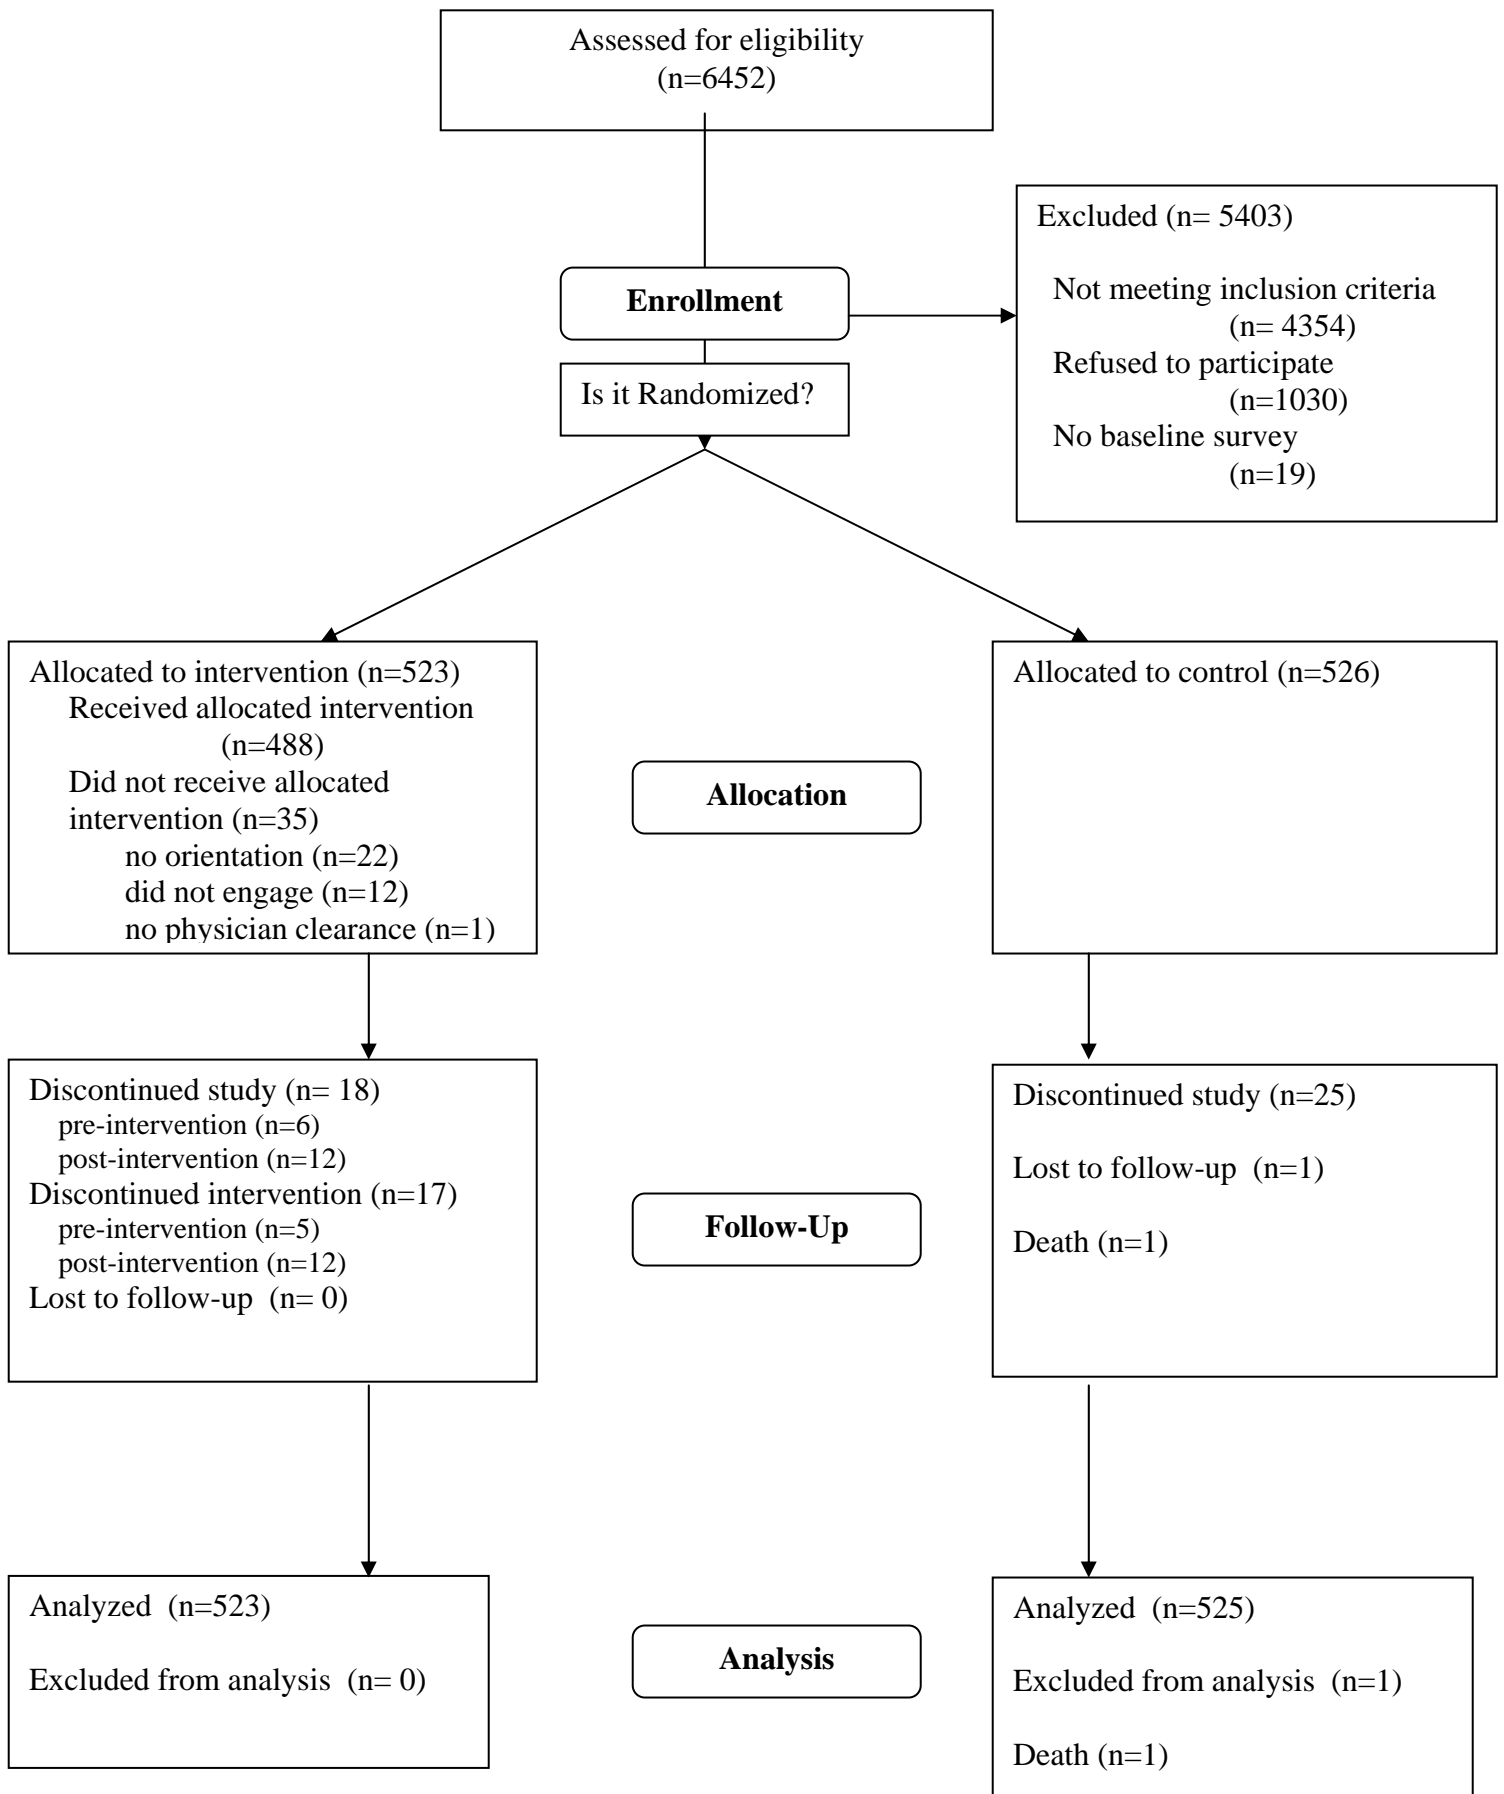 Assessed for eligibility
(n=6452)
Excluded (n= 5403)
Not meeting inclusion criteria
(n= 4354)
Refused to participate
(n=1030)
No baseline survey
(n=19)
Enrollment
Is it Randomized?
Allocated to intervention (n=523)
Received allocated intervention
(n=488)
Did not receive allocated
intervention (n=35)
no orientation (n=22)
did not engage (n=12)
no physician clearance (n=1)
Allocation
Allocated to control (n=526)
Discontinued study (n= 18)
pre-intervention (n=6)
post-intervention (n=12)
Discontinued intervention (n=17)
pre-intervention (n=5)
post-intervention (n=12)
Lost to follow-up  (n= 0)
Follow-Up
Discontinued study (n=25)
Lost to follow-up  (n=1)
Death (n=1)
Analyzed  (n=523)
Excluded from analysis  (n= 0)
Analysis
Analyzed  (n=525)
Excluded from analysis  (n=1)
Death (n=1)